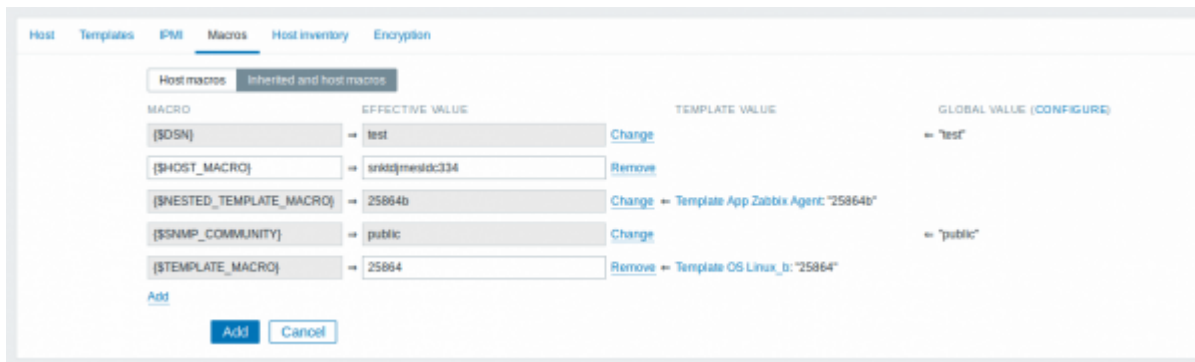 Host Templates IPMI Macros Host inventory Encryption
Host macros Inherited and host macros
MACRO EFFECTIVE VALUE TEMPLATE VALUE GLOBAL VALUE (CONFIGURE)
{$DSN} ⇒ test Change ⇐ "test"
{$HOST_MACRO} ⇒ Remove
{$NESTED_TEMPLATE_MACRO} ⇒ 25864b Change ⇐ Template App Zabbix Agent: "25864b"
{$SNMP_COMMUNITY} ⇒ public Change ⇐ "public"
{$TEMPLATE_MACRO} ⇒ 25864 Remove ⇐ Template OS Linux_b: "25864"
Add
Add Cancel